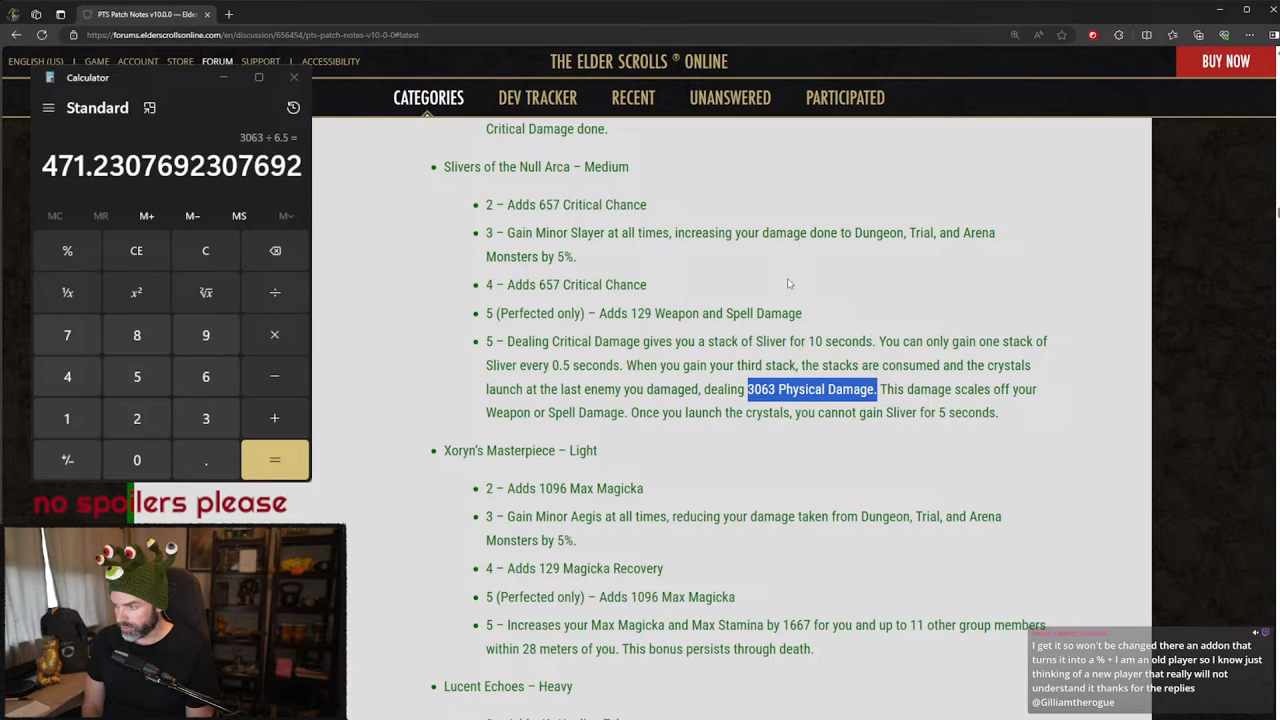 PTS Patch Notes v10.0.0 — Elder
https://forums.elderscrollsonline.com/en/discussion/656454/pts-patch-notes-v10-0-0#latest
ENGLISH (US) | GAME ACCOUNT STORE FORUM SUPPORT | ACCESSIBILITY
THE ELDER SCROLLS ® ONLINE
BUY NOW
CATEGORIES DEV TRACKER RECENT UNANSWERED PARTICIPATED
Calculator
Standard
3063 ÷ 6.5 =
471.2307692307692
MC MR M+ M− MS M
% CE C
¹/x x² ²√x ÷
7 8 9 ×
4 5 6 −
1 2 3 +
+/− 0 . =
no spoilers please
Critical Damage done.
Slivers of the Null Arca – Medium
2 – Adds 657 Critical Chance
3 – Gain Minor Slayer at all times, increasing your damage done to Dungeon, Trial, and Arena
Monsters by 5%.
4 – Adds 657 Critical Chance
5 (Perfected only) – Adds 129 Weapon and Spell Damage
5 – Dealing Critical Damage gives you a stack of Sliver for 10 seconds. You can only gain one stack of
Sliver every 0.5 seconds. When you gain your third stack, the stacks are consumed and the crystals
launch at the last enemy you damaged, dealing 3063 Physical Damage. This damage scales off your
Weapon or Spell Damage. Once you launch the crystals, you cannot gain Sliver for 5 seconds.
Xoryn's Masterpiece – Light
2 – Adds 1096 Max Magicka
3 – Gain Minor Aegis at all times, reducing your damage taken from Dungeon, Trial, and Arena
Monsters by 5%.
4 – Adds 129 Magicka Recovery
5 (Perfected only) – Adds 1096 Max Magicka
5 – Increases your Max Magicka and Max Stamina by 1667 for you and up to 11 other group members
within 28 meters of you. This bonus persists through death.
Lucent Echoes – Heavy
I get it so won't be changed there an addon that
turns it into a % + I am an old player so I know just
thinking of a new player that really will not
understand it thanks for the replies
@Gilliamtherogue